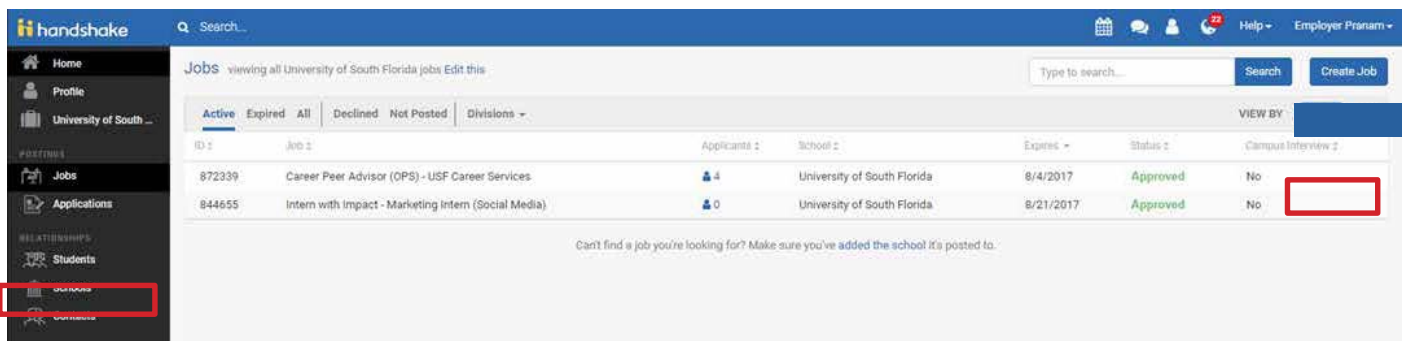 handshake
Search...
22
Help
Employer Pranam
Home
Profile
University of South ...
POSTINGS
Jobs
Applications
RELATIONSHIPS
Students
Schools
Contacts
Jobs viewing all University of South Florida jobs Edit this
Type to search...
Search
Create Job
Active Expired All Declined Not Posted Divisions
VIEW BY
ID Job Applicants School Expires Status Campus Interview
872339 Career Peer Advisor (OPS) - USF Career Services 4 University of South Florida 8/4/2017 Approved No
844655 Intern with Impact - Marketing Intern (Social Media) 0 University of South Florida 8/21/2017 Approved No
Can't find a job you're looking for? Make sure you've added the school it's posted to.